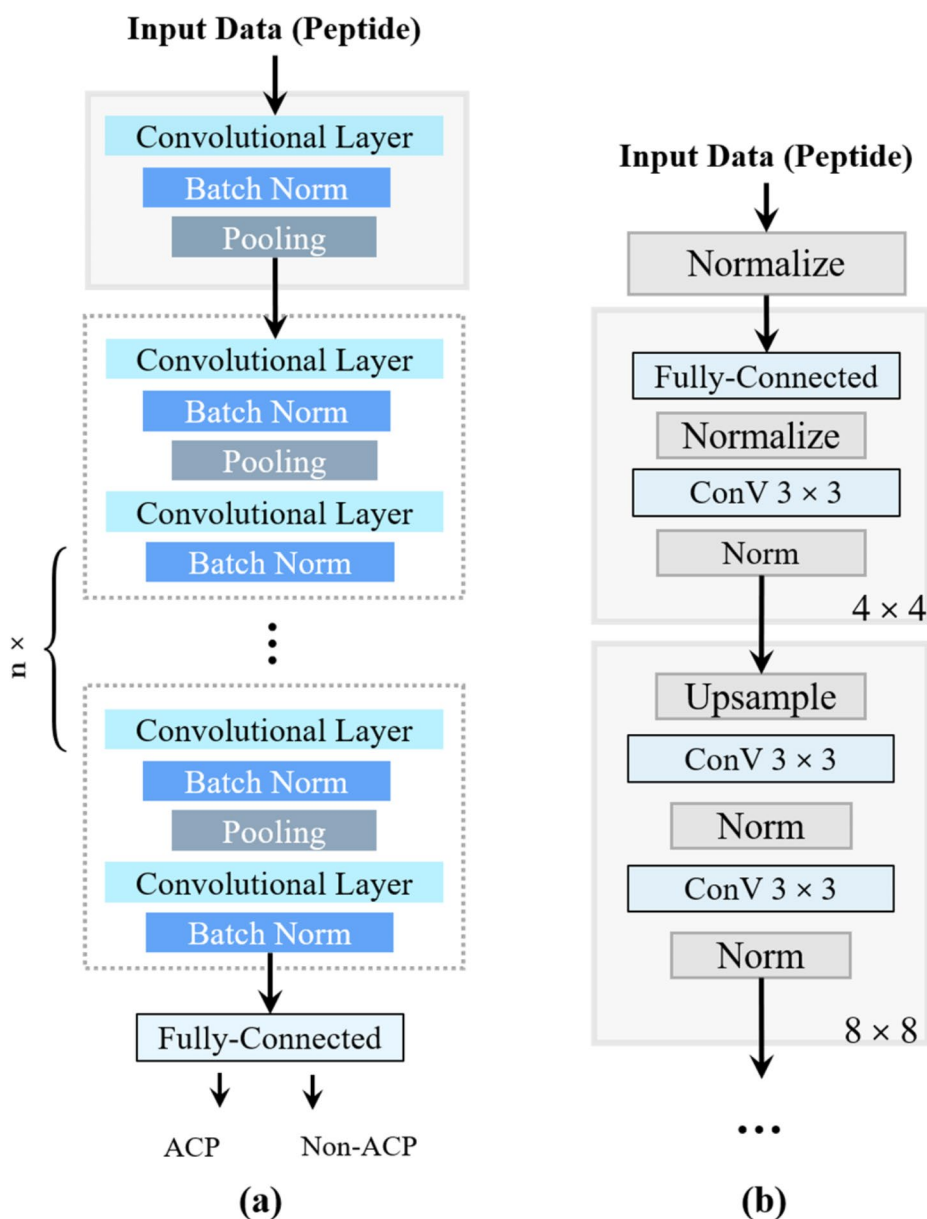 Input Data (Peptide)
Convolutional Layer
Batch Norm
Pooling
Convolutional Layer
Batch Norm
Pooling
Convolutional Layer
Batch Norm
n ×
Convolutional Layer
Batch Norm
Pooling
Convolutional Layer
Batch Norm
Fully-Connected
ACP
Non-ACP
(a)
Input Data (Peptide)
Normalize
Fully-Connected
Normalize
ConV 3 × 3
Norm
4 × 4
Upsample
ConV 3 × 3
Norm
ConV 3 × 3
Norm
8 × 8
(b)